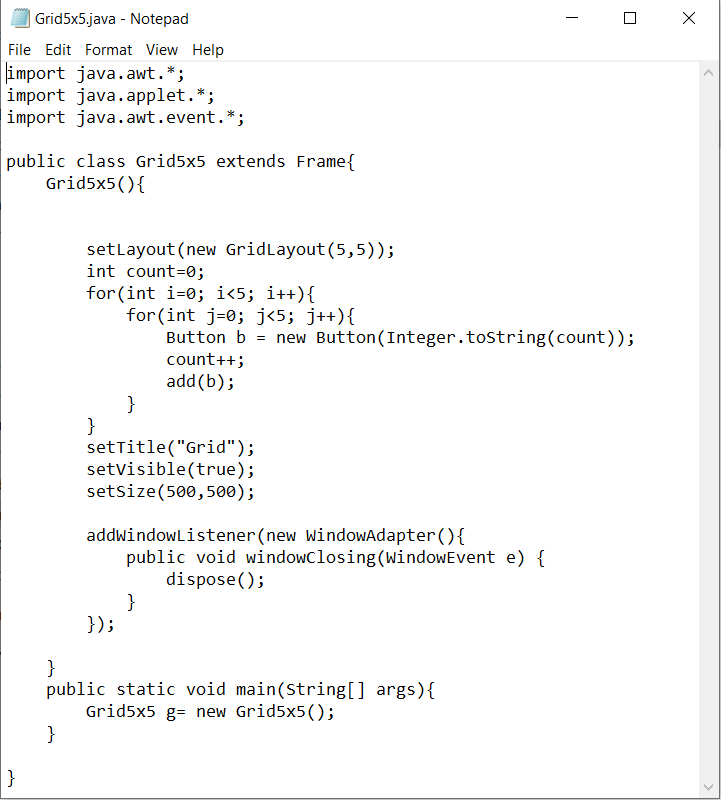 Grid5x5.java - Notepad
File Edit Format View Help
import java.awt.*;
import java.applet.*;
import java.awt.event.*;

public class Grid5x5 extends Frame{
    Grid5x5(){


        setLayout(new GridLayout(5,5));
        int count=0;
        for(int i=0; i<5; i++){
            for(int j=0; j<5; j++){
                Button b = new Button(Integer.toString(count));
                count++;
                add(b);
            }
        }
        setTitle("Grid");
        setVisible(true);
        setSize(500,500);

        addWindowListener(new WindowAdapter(){
            public void windowClosing(WindowEvent e) {
                dispose();
            }
        });

    }
    public static void main(String[] args){
        Grid5x5 g= new Grid5x5();
    }

}